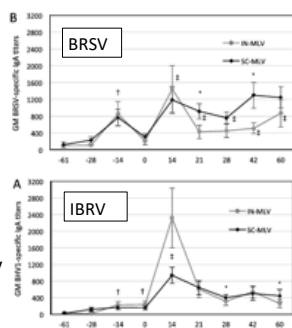 B
BRSV
IN-MLV
SC-MLV
GM BRSV-specific IgA titers
3200
2800
2400
2000
1600
1200
800
400
0
† ‡ * ‡ * ‡ * ‡ ‡
-61 -28 -14 0 14 21 28 42 60
A
IBRV
IN-MLV
SC-MLV
GM BHV1-specific IgA titers
3200
2800
2400
2000
1600
1200
800
400
0
† † ‡ * *
-61 -28 -14 0 14 21 28 42 60